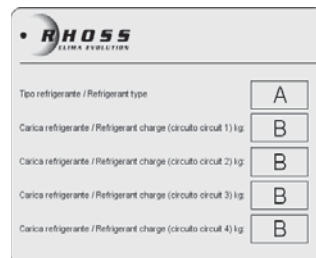 RHOSS
CLIMA EVOLUTION
Tipo refrigerante / Refrigerant type A
Carica refrigerante / Refrigerant charge (circuito circuit 1) kg: B
Carica refrigerante / Refrigerant charge (circuito circuit 2) kg: B
Carica refrigerante / Refrigerant charge (circuito circuit 3) kg: B
Carica refrigerante / Refrigerant charge (circuito circuit 4) kg: B